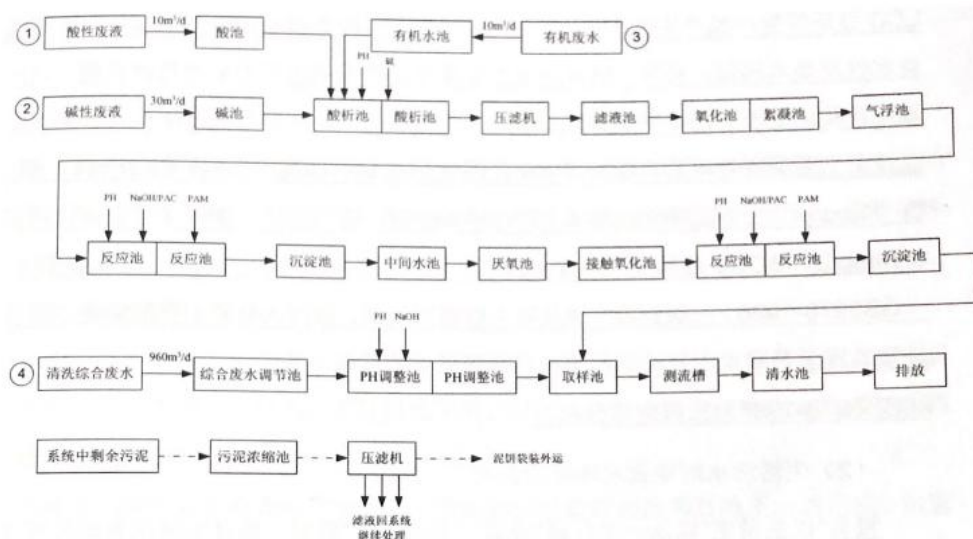 ① 酸性废液 10m³/d 酸池 有机水池 10m³/d 有机废水 ③
PH 碱
② 碱性废液 30m³/d 碱池 酸析池 酸析池 压滤机 滤液池 氧化池 絮凝池 气浮池
PH NaOH/PAC PAM PH NaOH/PAC PAM
反应池 反应池 沉淀池 中间水池 厌氧池 接触氧化池 反应池 反应池 沉淀池
PH NaOH
④ 清洗综合废水 960m³/d 综合废水调节池 PH调整池 PH调整池 取样池 测流槽 清水池 排放
系统中剩余污泥 污泥浓缩池 压滤机 泥饼袋装外运
滤液回系统
继续处理